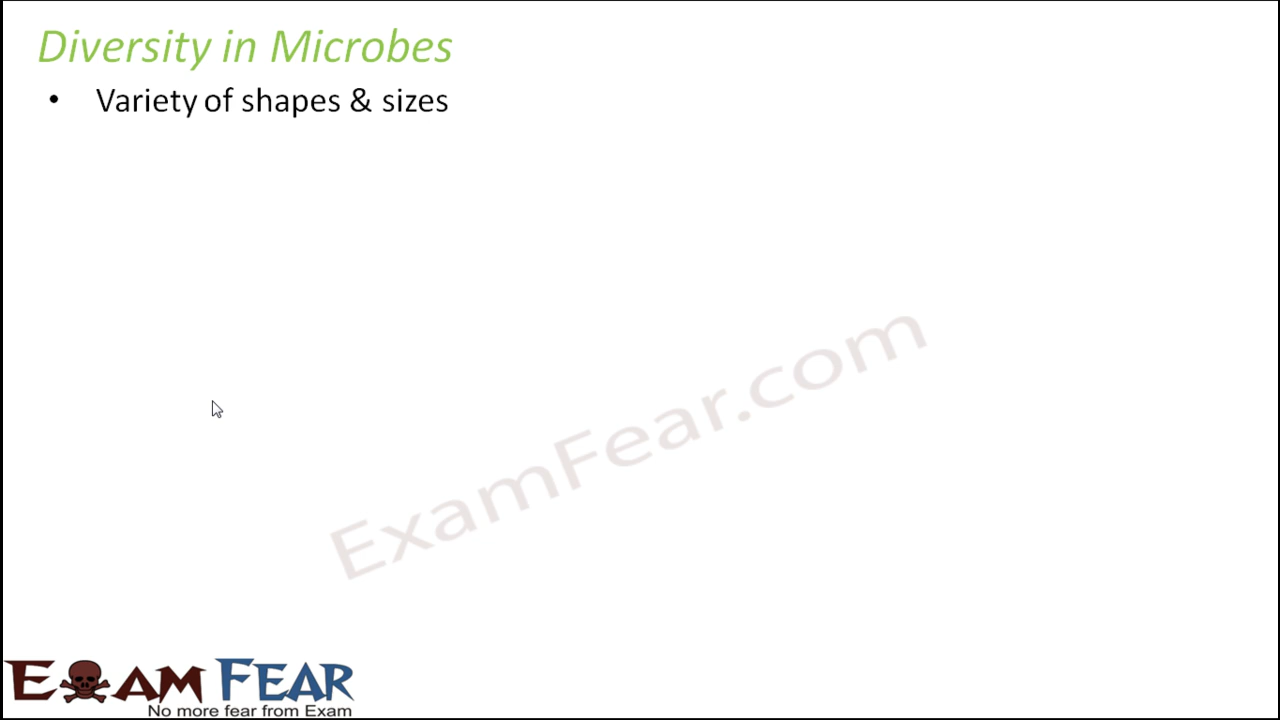 Diversity in Microbes
• Variety of shapes & sizes
ExamFear.com
EXAM FEAR
No more fear from Exam